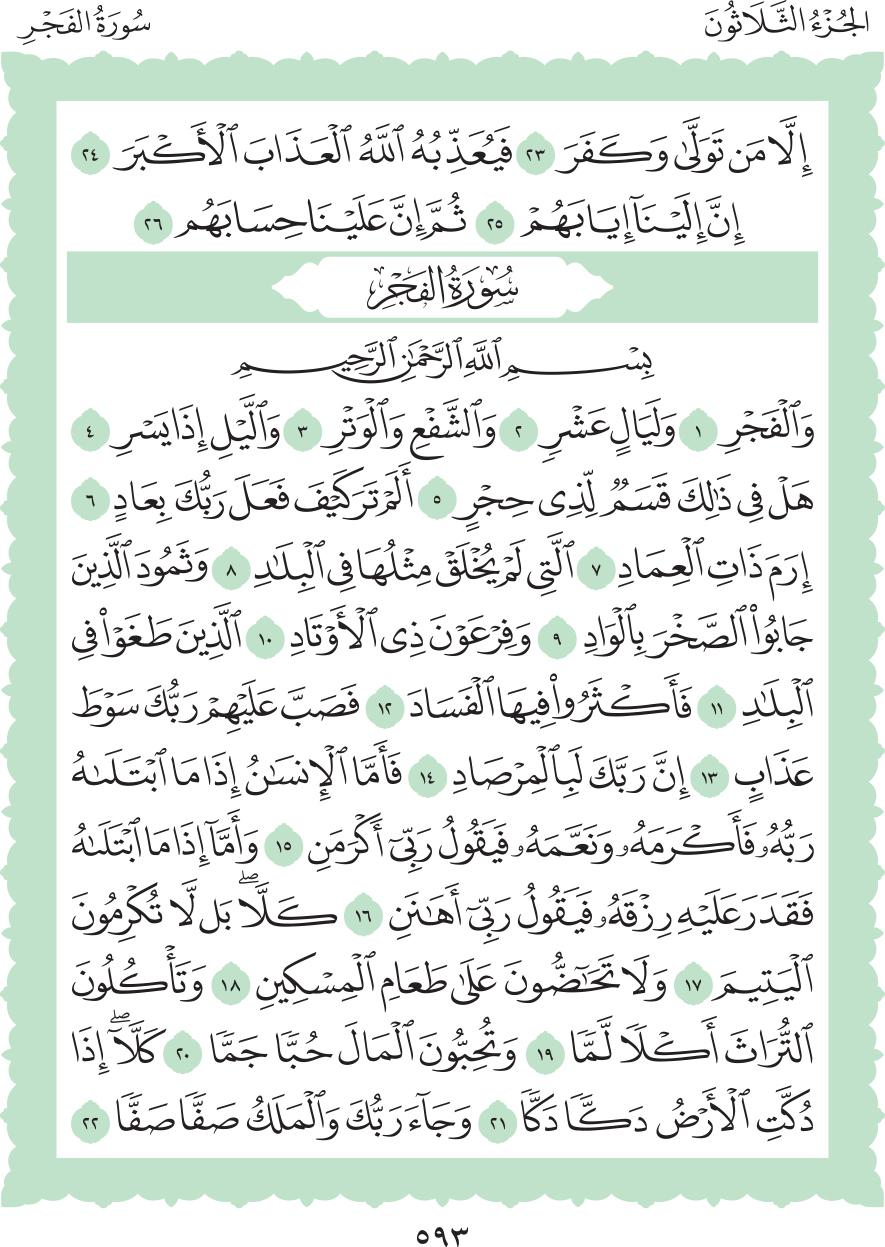 الجُزْءُ الثَّلَاثُونَ
سُورَةُ الفَجْرِ
إِلَّا مَن تَوَلَّىٰ وَكَفَرَ ٢٣ فَيُعَذِّبُهُ ٱللَّهُ ٱلْعَذَابَ ٱلْأَكْبَرَ ٢٤
إِنَّ إِلَيْنَآ إِيَابَهُمْ ٢٥ ثُمَّ إِنَّ عَلَيْنَا حِسَابَهُم ٢٦
سُورَةُ الفَجْرِ
بِسْمِ ٱللَّهِ ٱلرَّحْمَٰنِ ٱلرَّحِيمِ
وَٱلْفَجْرِ ١ وَلَيَالٍ عَشْرٍ ٢ وَٱلشَّفْعِ وَٱلْوَتْرِ ٣ وَٱلَّيْلِ إِذَا يَسْرِ ٤
هَلْ فِى ذَٰلِكَ قَسَمٌ لِّذِى حِجْرٍ ٥ أَلَمْ تَرَ كَيْفَ فَعَلَ رَبُّكَ بِعَادٍ ٦
إِرَمَ ذَاتِ ٱلْعِمَادِ ٧ ٱلَّتِى لَمْ يُخْلَقْ مِثْلُهَا فِى ٱلْبِلَٰدِ ٨ وَثَمُودَ ٱلَّذِينَ
جَابُوا۟ ٱلصَّخْرَ بِٱلْوَادِ ٩ وَفِرْعَوْنَ ذِى ٱلْأَوْتَادِ ١٠ ٱلَّذِينَ طَغَوْا۟ فِى
ٱلْبِلَٰدِ ١١ فَأَكْثَرُوا۟ فِيهَا ٱلْفَسَادَ ١٢ فَصَبَّ عَلَيْهِمْ رَبُّكَ سَوْطَ
عَذَابٍ ١٣ إِنَّ رَبَّكَ لَبِٱلْمِرْصَادِ ١٤ فَأَمَّا ٱلْإِنسَٰنُ إِذَا مَا ٱبْتَلَىٰهُ
رَبُّهُۥ فَأَكْرَمَهُۥ وَنَعَّمَهُۥ فَيَقُولُ رَبِّىٓ أَكْرَمَنِ ١٥ وَأَمَّآ إِذَا مَا ٱبْتَلَىٰهُ
فَقَدَرَ عَلَيْهِ رِزْقَهُۥ فَيَقُولُ رَبِّىٓ أَهَٰنَنِ ١٦ كَلَّا ۖ بَل لَّا تُكْرِمُونَ
ٱلْيَتِيمَ ١٧ وَلَا تَحَٰٓضُّونَ عَلَىٰ طَعَامِ ٱلْمِسْكِينِ ١٨ وَتَأْكُلُونَ
ٱلتُّرَاثَ أَكْلًا لَّمًّا ١٩ وَتُحِبُّونَ ٱلْمَالَ حُبًّا جَمًّا ٢٠ كَلَّآ ۖ إِذَا
دُكَّتِ ٱلْأَرْضُ دَكًّا دَكًّا ٢١ وَجَآءَ رَبُّكَ وَٱلْمَلَكُ صَفًّا صَفًّا ٢٢
٥٩٣